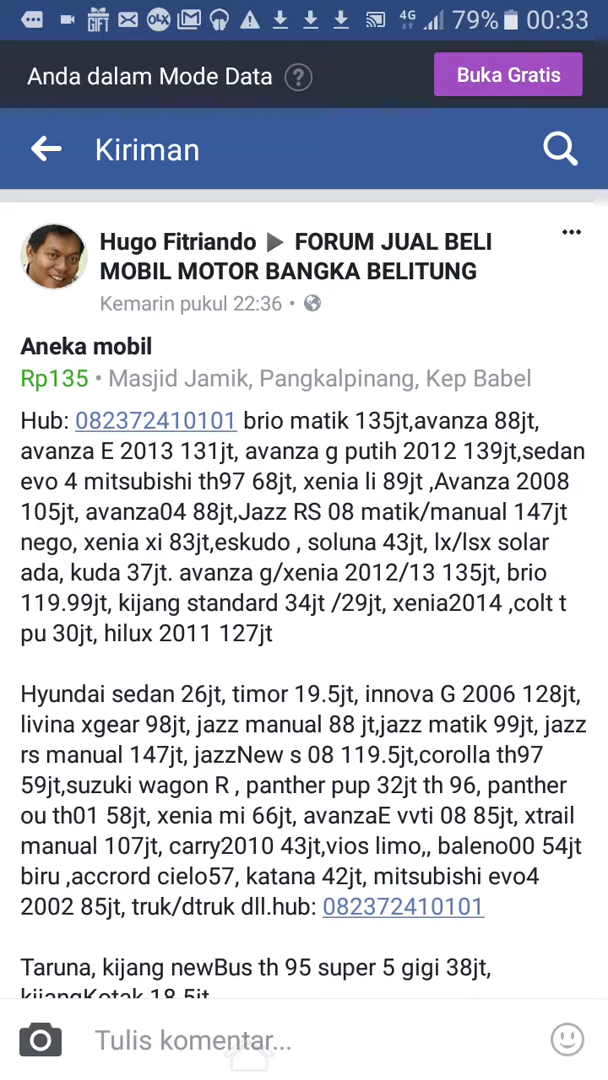 79% 00:33
4G
GIFT
OLX
Anda dalam Mode Data ?
Buka Gratis
Kiriman
Hugo Fitriando ▶ FORUM JUAL BELI
MOBIL MOTOR BANGKA BELITUNG
Kemarin pukul 22:36 •
Aneka mobil
Rp135 • Masjid Jamik, Pangkalpinang, Kep Babel
Hub: 082372410101 brio matik 135jt,avanza 88jt,
avanza E 2013 131jt, avanza g putih 2012 139jt,sedan
evo 4 mitsubishi th97 68jt, xenia li 89jt ,Avanza 2008
105jt, avanza04 88jt,Jazz RS 08 matik/manual 147jt
nego, xenia xi 83jt,eskudo , soluna 43jt, lx/lsx solar
ada, kuda 37jt. avanza g/xenia 2012/13 135jt, brio
119.99jt, kijang standard 34jt /29jt, xenia2014 ,colt t
pu 30jt, hilux 2011 127jt
Hyundai sedan 26jt, timor 19.5jt, innova G 2006 128jt,
livina xgear 98jt, jazz manual 88 jt,jazz matik 99jt, jazz
rs manual 147jt, jazzNew s 08 119.5jt,corolla th97
59jt,suzuki wagon R , panther pup 32jt th 96, panther
ou th01 58jt, xenia mi 66jt, avanzaE vvti 08 85jt, xtrail
manual 107jt, carry2010 43jt,vios limo,, baleno00 54jt
biru ,accrord cielo57, katana 42jt, mitsubishi evo4
2002 85jt, truk/dtruk dll.hub: 082372410101
Taruna, kijang newBus th 95 super 5 gigi 38jt,
kijangKotak 18.5jt
Tulis komentar...